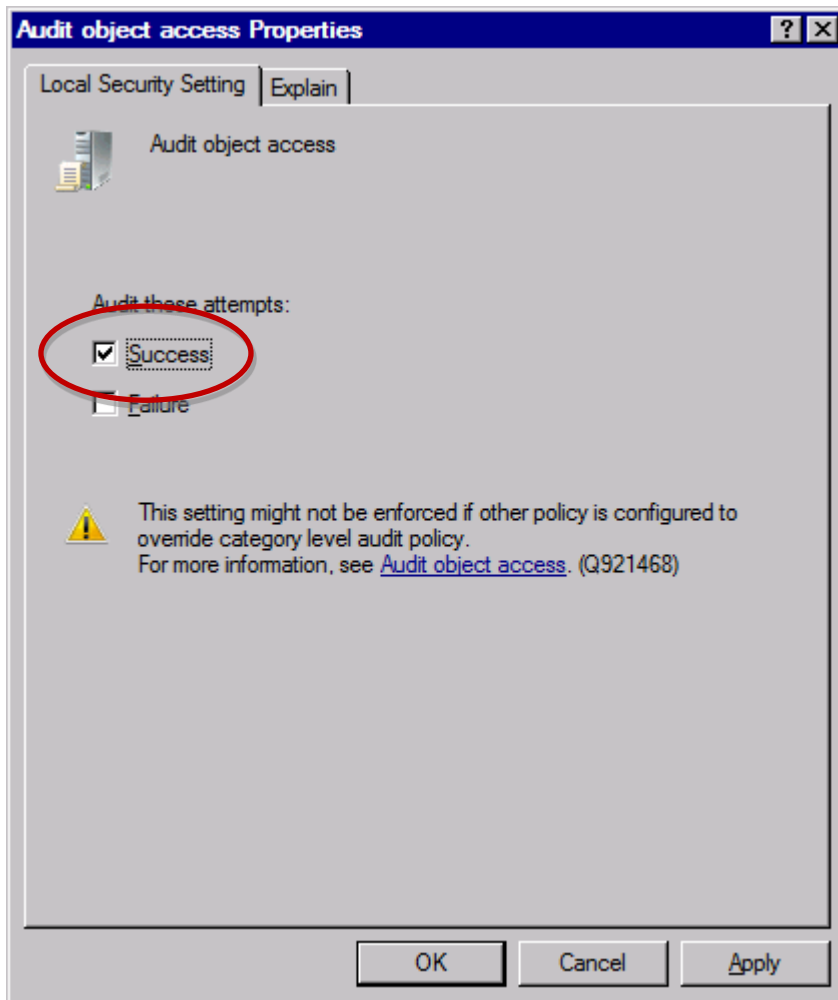 Audit object access Properties
Local Security Setting
Explain
Audit object access
Audit these attempts:
Success
Failure
This setting might not be enforced if other policy is configured to
override category level audit policy.
For more information, see Audit object access. (Q921468)
OK
Cancel
Apply